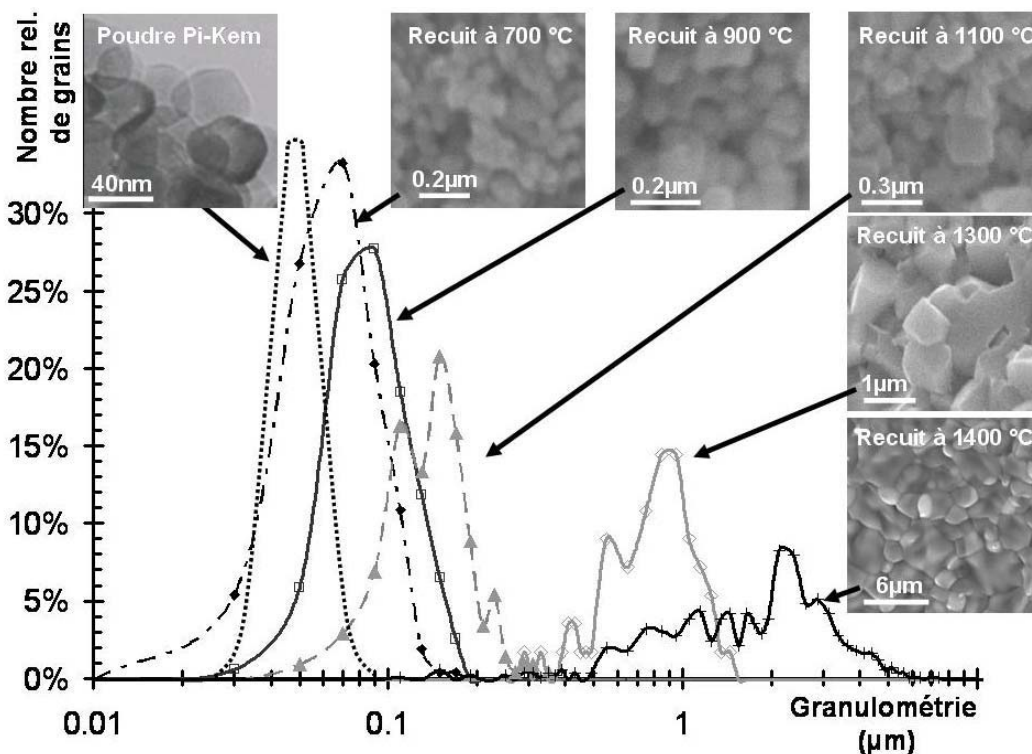 Nombre rel.
de grains
Poudre Pi-Kem
40nm
Recuit à 700 °C
0.2µm
Recuit à 900 °C
0.2µm
Recuit à 1100 °C
0.3µm
Recuit à 1300 °C
1µm
Recuit à 1400 °C
6µm
30%
25%
20%
15%
10%
5%
0%
0.01
0.1
1
Granulométrie
(µm)